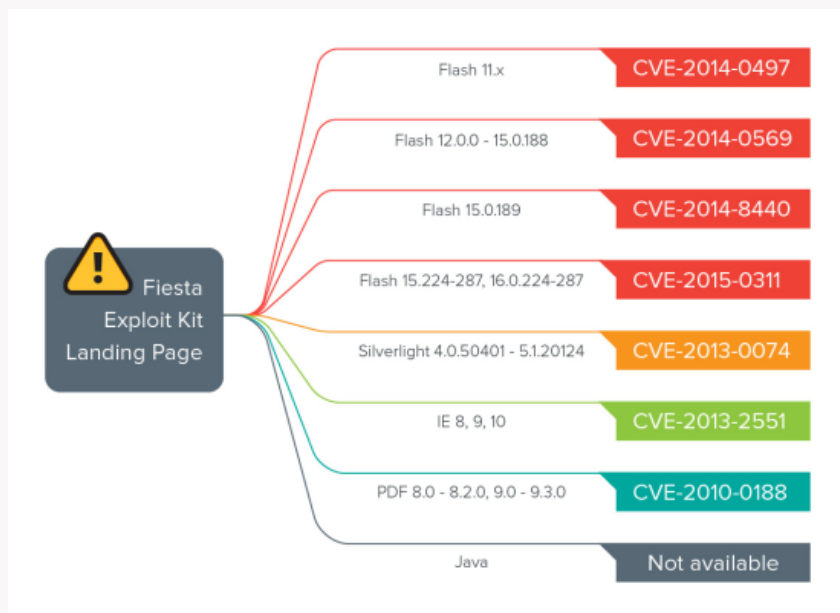 Fiesta
Exploit Kit
Landing Page
Flash 11.x
CVE-2014-0497
Flash 12.0.0 - 15.0.188
CVE-2014-0569
Flash 15.0.189
CVE-2014-8440
Flash 15.224-287, 16.0.224-287
CVE-2015-0311
Silverlight 4.0.50401 - 5.1.20124
CVE-2013-0074
IE 8, 9, 10
CVE-2013-2551
PDF 8.0 - 8.2.0, 9.0 - 9.3.0
CVE-2010-0188
Java
Not available